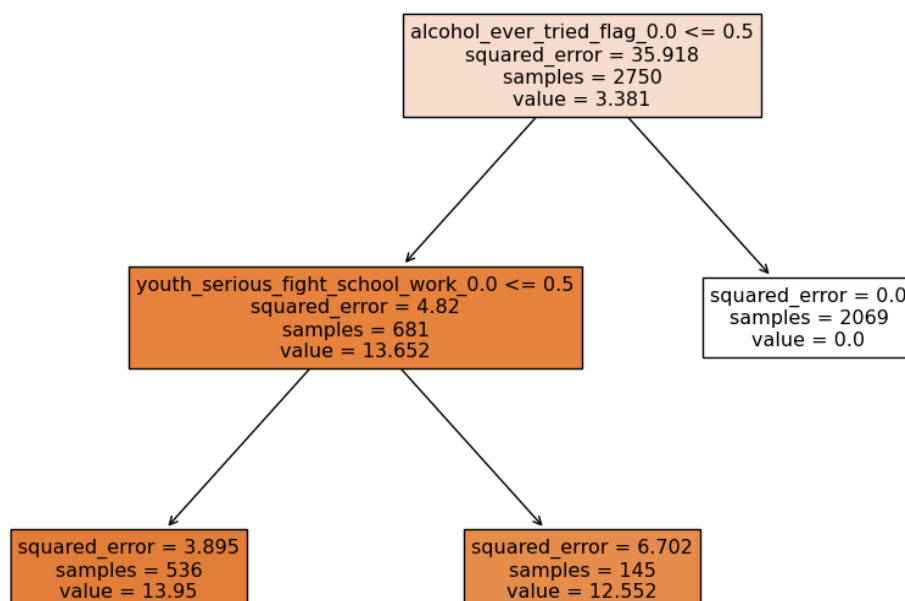 alcohol_ever_tried_flag_0.0 <= 0.5
squared_error = 35.918
samples = 2750
value = 3.381
youth_serious_fight_school_work_0.0 <= 0.5
squared_error = 4.82
samples = 681
value = 13.652
squared_error = 0.0
samples = 2069
value = 0.0
squared_error = 3.895
samples = 536
value = 13.95
squared_error = 6.702
samples = 145
value = 12.552